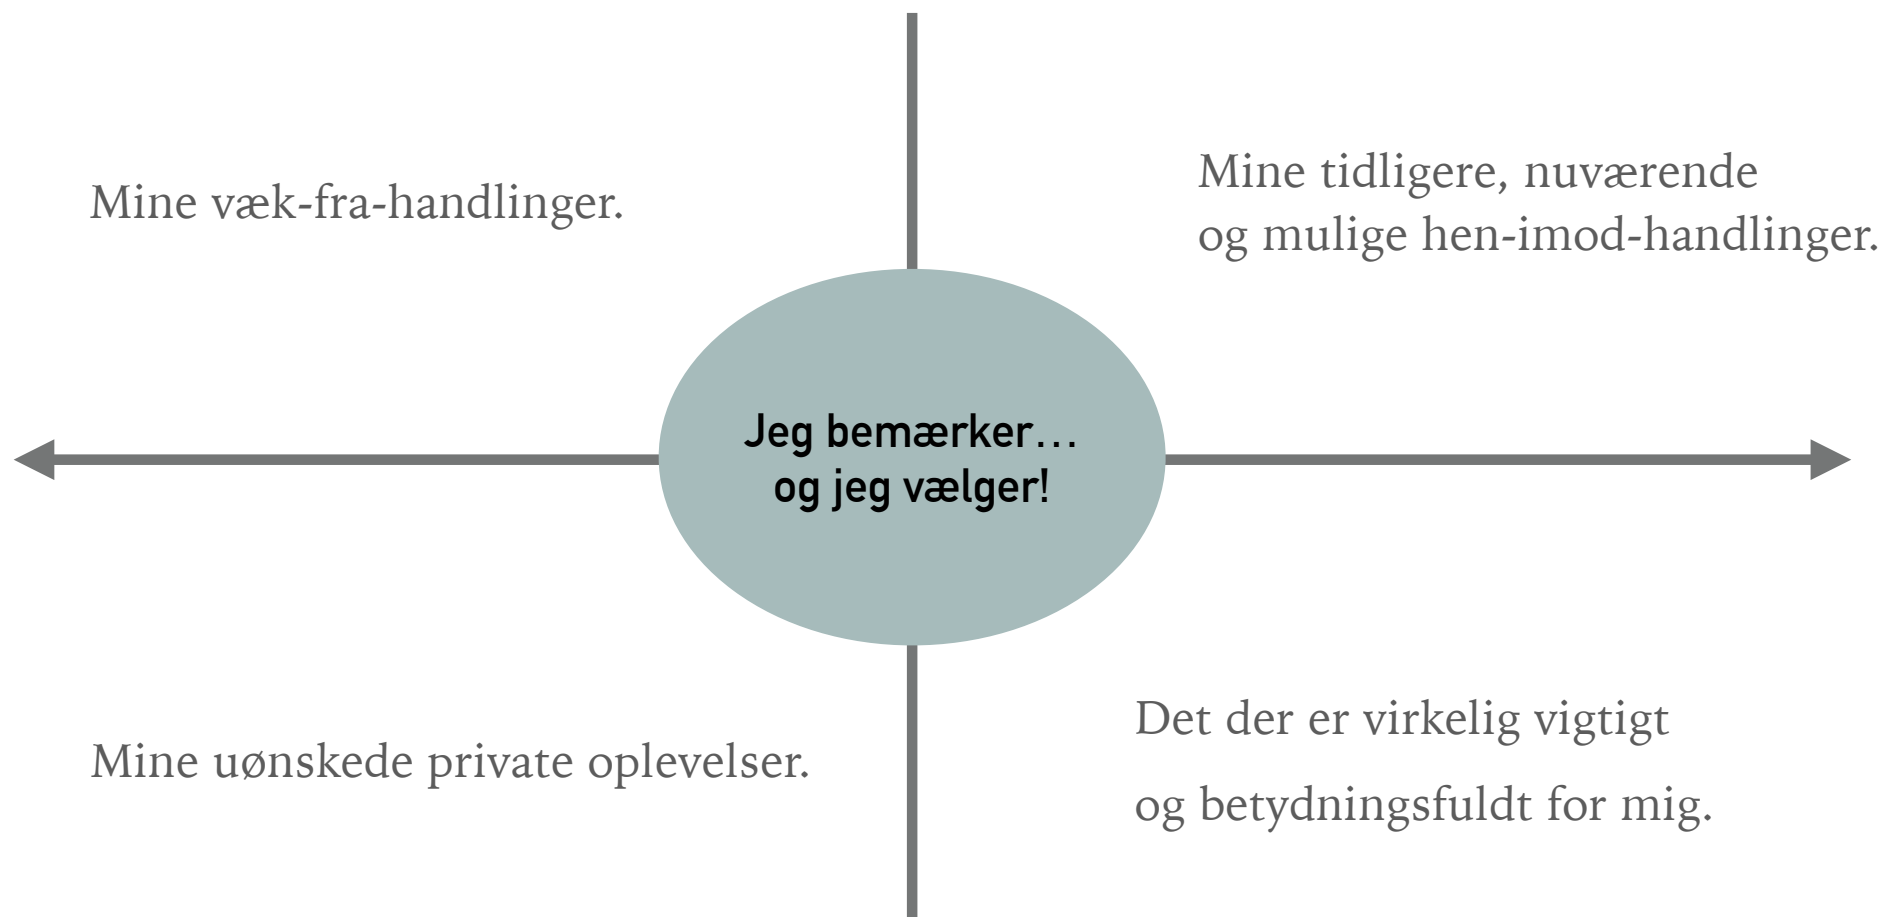 Mine væk-fra-handlinger.
Mine tidligere, nuværende
og mulige hen-imod-handlinger.
Jeg bemærker…
og jeg vælger!
Mine uønskede private oplevelser.
Det der er virkelig vigtigt
og betydningsfuldt for mig.